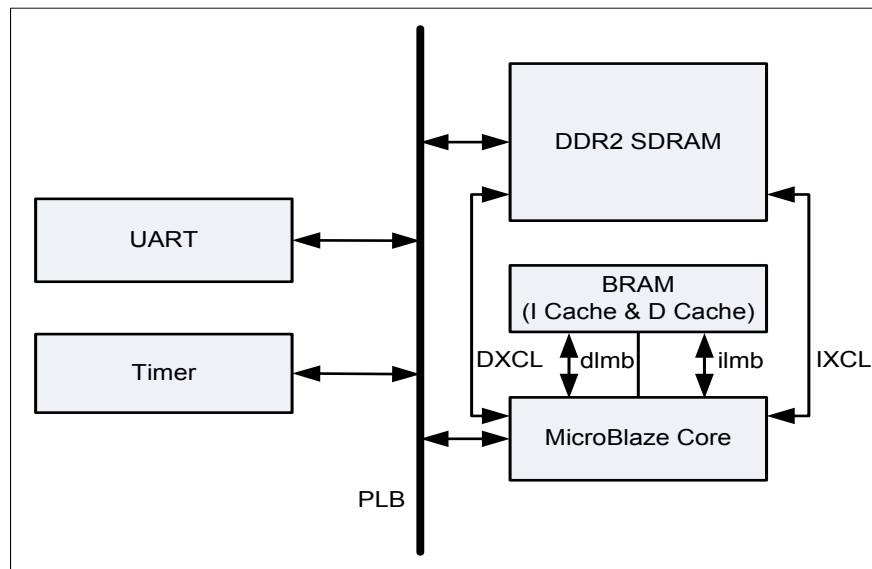 DDR2 SDRAM
UART
BRAM
(I Cache & D Cache)
Timer
DXCL
dlmb
ilmb
IXCL
MicroBlaze Core
PLB